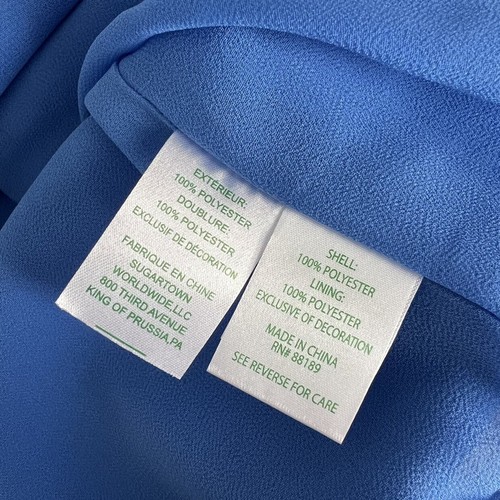 EXTÉRIEUR:
100% POLYESTER
DOUBLURE:
100% POLYESTER
EXCLUSIF DE DÉCORATION
FABRIQUE EN CHINE
SUGARTOWN
WORLDWIDE,LLC
800 THIRD AVENUE
KING OF PRUSSIA,PA
SHELL:
100% POLYESTER
LINING:
100% POLYESTER
EXCLUSIVE OF DECORATION
MADE IN CHINA
RN# 88189
SEE REVERSE FOR CARE